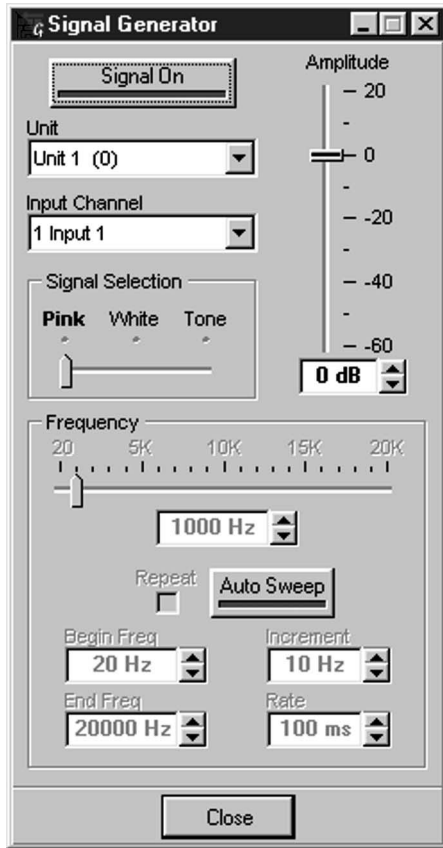 Signal Generator
Signal On
Unit
Unit 1 (0)
Input Channel
1 Input 1
Signal Selection
Pink White Tone
Amplitude
20
0
-20
-40
-60
0 dB
Frequency
20 5K 10K 15K 20K
1000 Hz
Repeat Auto Sweep
Begin Freq Increment
20 Hz 10 Hz
End Freq Rate
20000 Hz 100 ms
Close